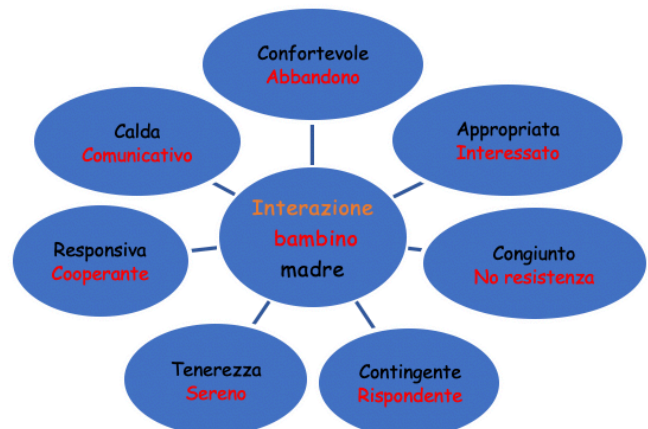 Confortevole
Abbandono
Calda
Comunicativo
Appropriata
Interessato
Interazione
bambino
madre
Responsiva
Cooperante
Congiunto
No resistenza
Tenerezza
Sereno
Contingente
Rispondente